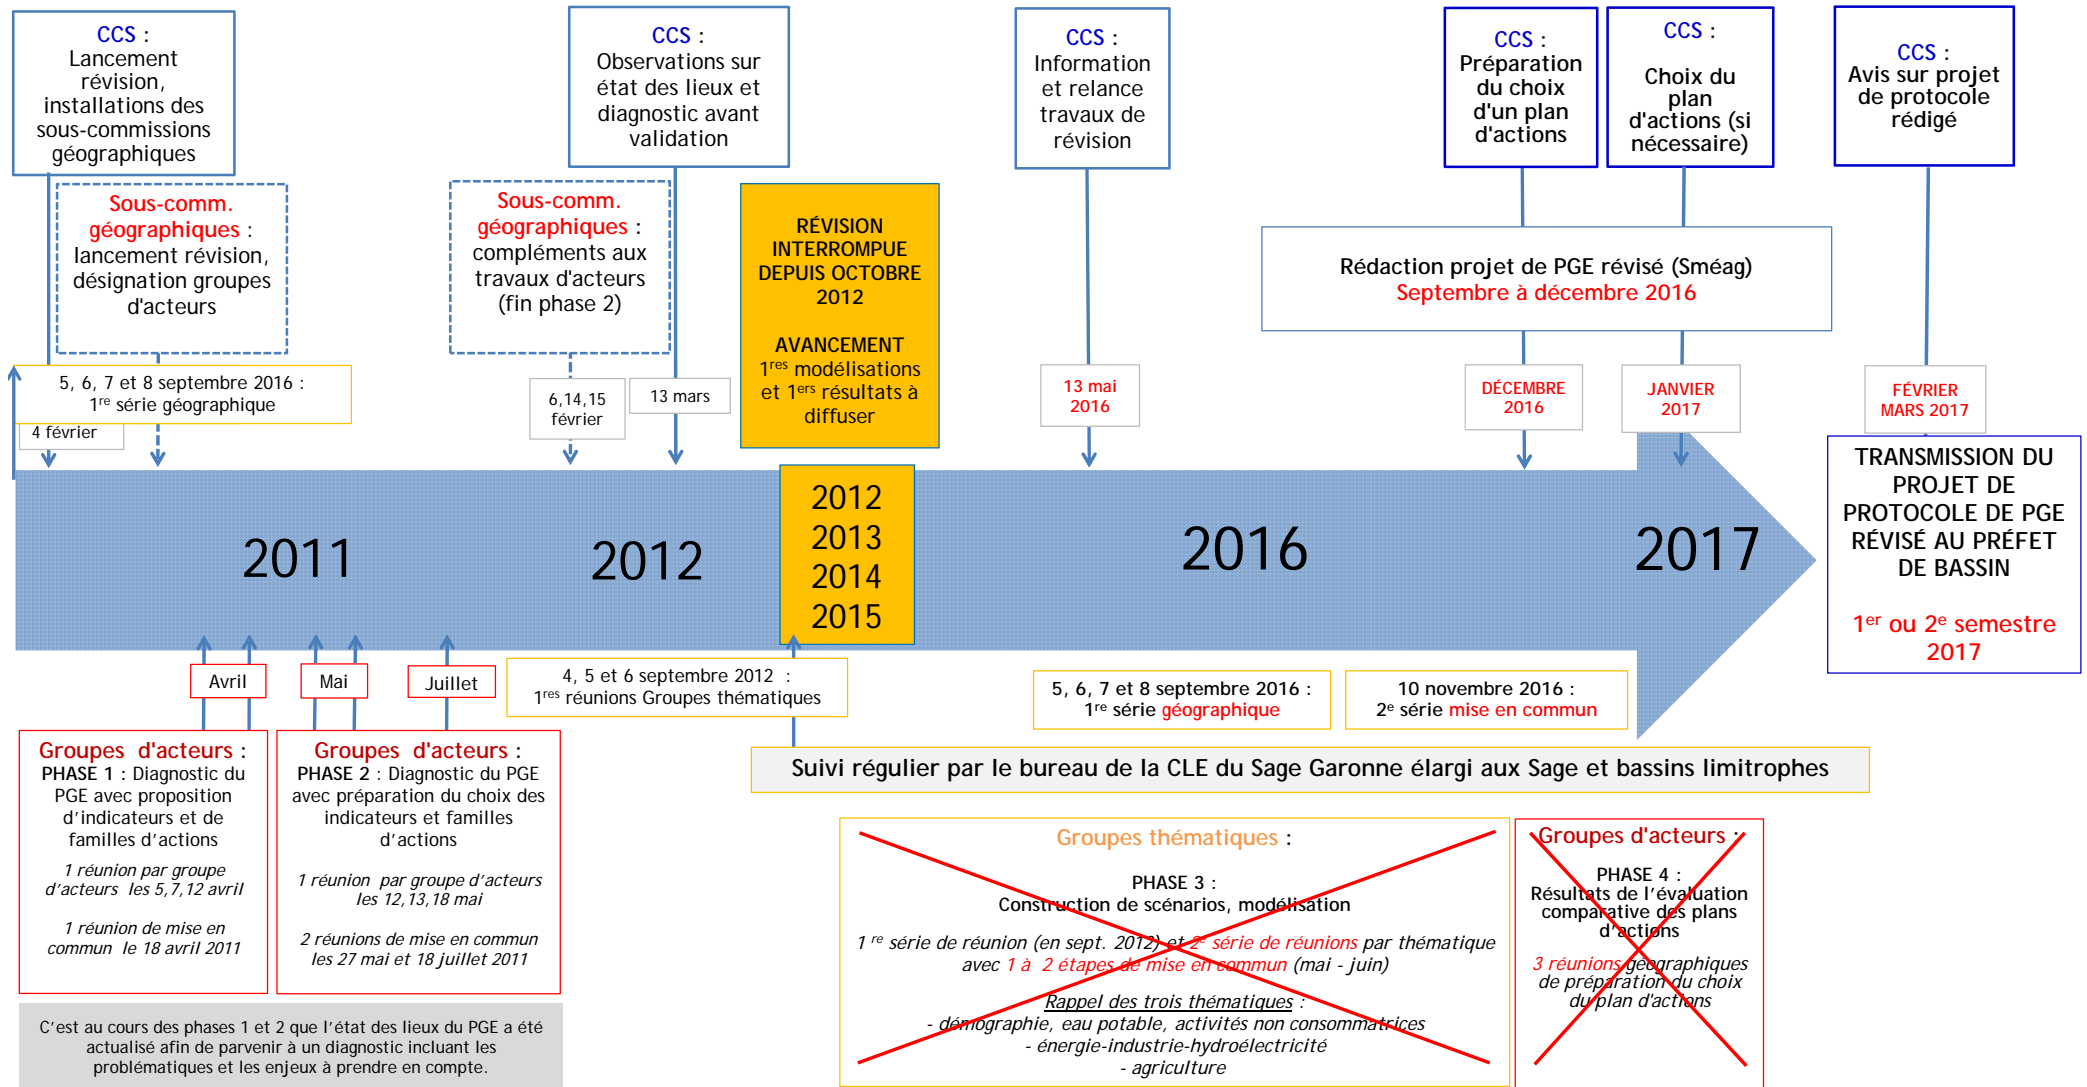 CCS :
Lancement
révision,
installations des
sous-commissions
géographiques
CCS :
Observations sur
état des lieux et
diagnostic avant
validation
CCS :
Information
et relance
travaux de
révision
CCS :
Préparation
du choix
d'un plan
d'actions
CCS :
Choix du
plan
d'actions (si
nécessaire)
CCS :
Avis sur projet
de protocole
rédigé
Sous-comm.
géographiques :
lancement révision,
désignation groupes
d'acteurs
Sous-comm.
géographiques :
compléments aux
travaux d'acteurs
(fin phase 2)
RÉVISION
INTERROMPUE
DEPUIS OCTOBRE
2012
AVANCEMENT
1res modélisations
et 1ers résultats à
diffuser
Rédaction projet de PGE révisé (Sméag)
Septembre à décembre 2016
5, 6, 7 et 8 septembre 2016 :
1re série géographique
4 février
6,14,15
février
13 mars
13 mai
2016
DÉCEMBRE
2016
JANVIER
2017
FÉVRIER
MARS 2017
TRANSMISSION DU
PROJET DE
PROTOCOLE DE PGE
RÉVISÉ AU PRÉFET
DE BASSIN
1er ou 2e semestre
2017
2011
2012
2012
2013
2014
2015
2016
2017
Avril
Mai
Juillet
4, 5 et 6 septembre 2012 :
1res réunions Groupes thématiques
5, 6, 7 et 8 septembre 2016 :
1re série géographique
10 novembre 2016 :
2e série mise en commun
Suivi régulier par le bureau de la CLE du Sage Garonne élargi aux Sage et bassins limitrophes
Groupes d'acteurs :
PHASE 1 : Diagnostic du
PGE avec proposition
d’indicateurs et de
familles d’actions
1 réunion par groupe
d’acteurs les 5,7,12 avril
1 réunion de mise en
commun le 18 avril 2011
Groupes d'acteurs :
PHASE 2 : Diagnostic du PGE
avec préparation du choix des
indicateurs et familles
d’actions
1 réunion par groupe d’acteurs
les 12,13,18 mai
2 réunions de mise en commun
les 27 mai et 18 juillet 2011
C’est au cours des phases 1 et 2 que l’état des lieux du PGE a été
actualisé afin de parvenir à un diagnostic incluant les
problématiques et les enjeux à prendre en compte.
Groupes thématiques :
PHASE 3 :
Construction de scénarios, modélisation
1 re série de réunion (en sept. 2012) et 2e série de réunions par thématique
avec 1 à 2 étapes de mise en commun (mai - juin)
Rappel des trois thématiques :
- démographie, eau potable, activités non consommatrices
- énergie-industrie-hydroélectricité
- agriculture
Groupes d'acteurs :
PHASE 4 :
Résultats de l’évaluation
comparative des plans
d’actions
3 réunions géographiques
de préparation du choix
du plan d'actions